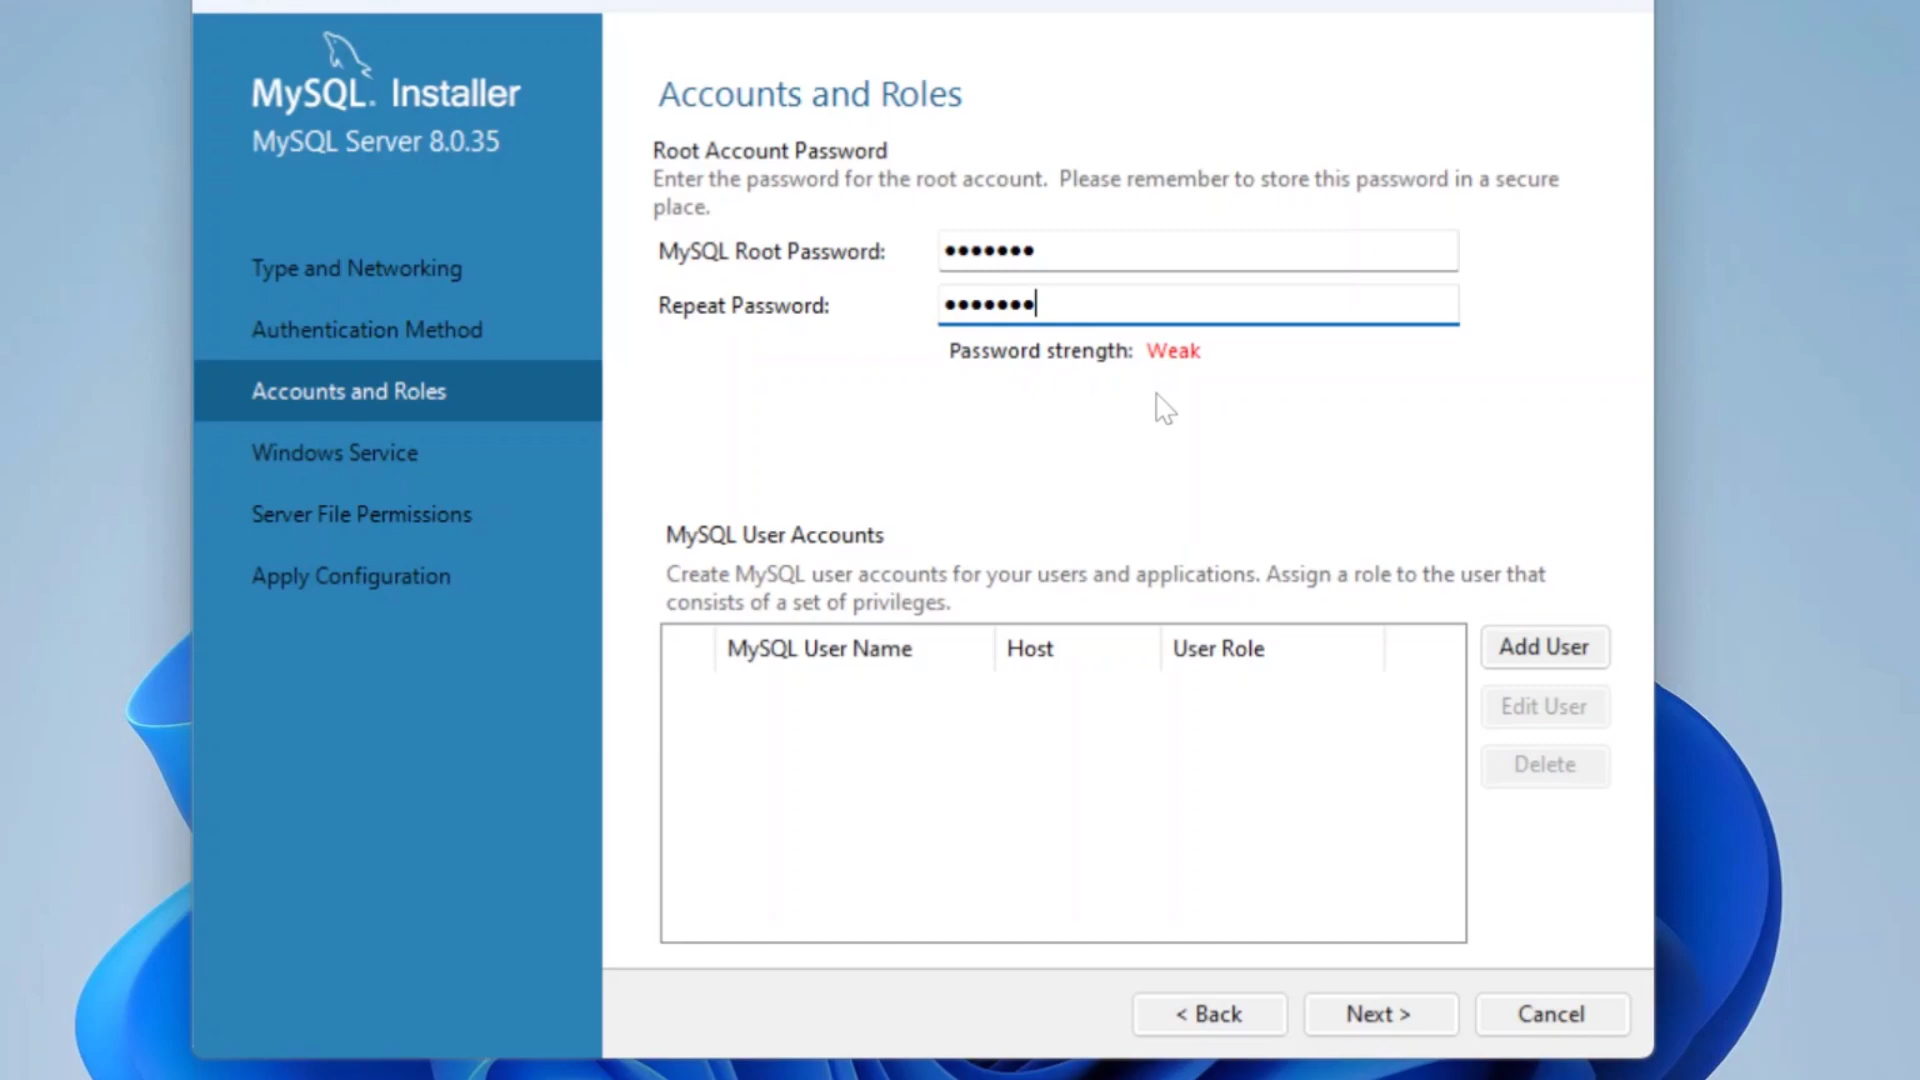 MySQL. Installer
MySQL Server 8.0.35
Type and Networking
Authentication Method
Accounts and Roles
Windows Service
Server File Permissions
Apply Configuration
Accounts and Roles
Root Account Password
Enter the password for the root account.  Please remember to store this password in a secure
place.
MySQL Root Password: •••••••
Repeat Password: •••••••
Password strength: Weak
MySQL User Accounts
Create MySQL user accounts for your users and applications. Assign a role to the user that
consists of a set of privileges.
MySQL User Name Host User Role
Add User
Edit User
Delete
< Back Next > Cancel